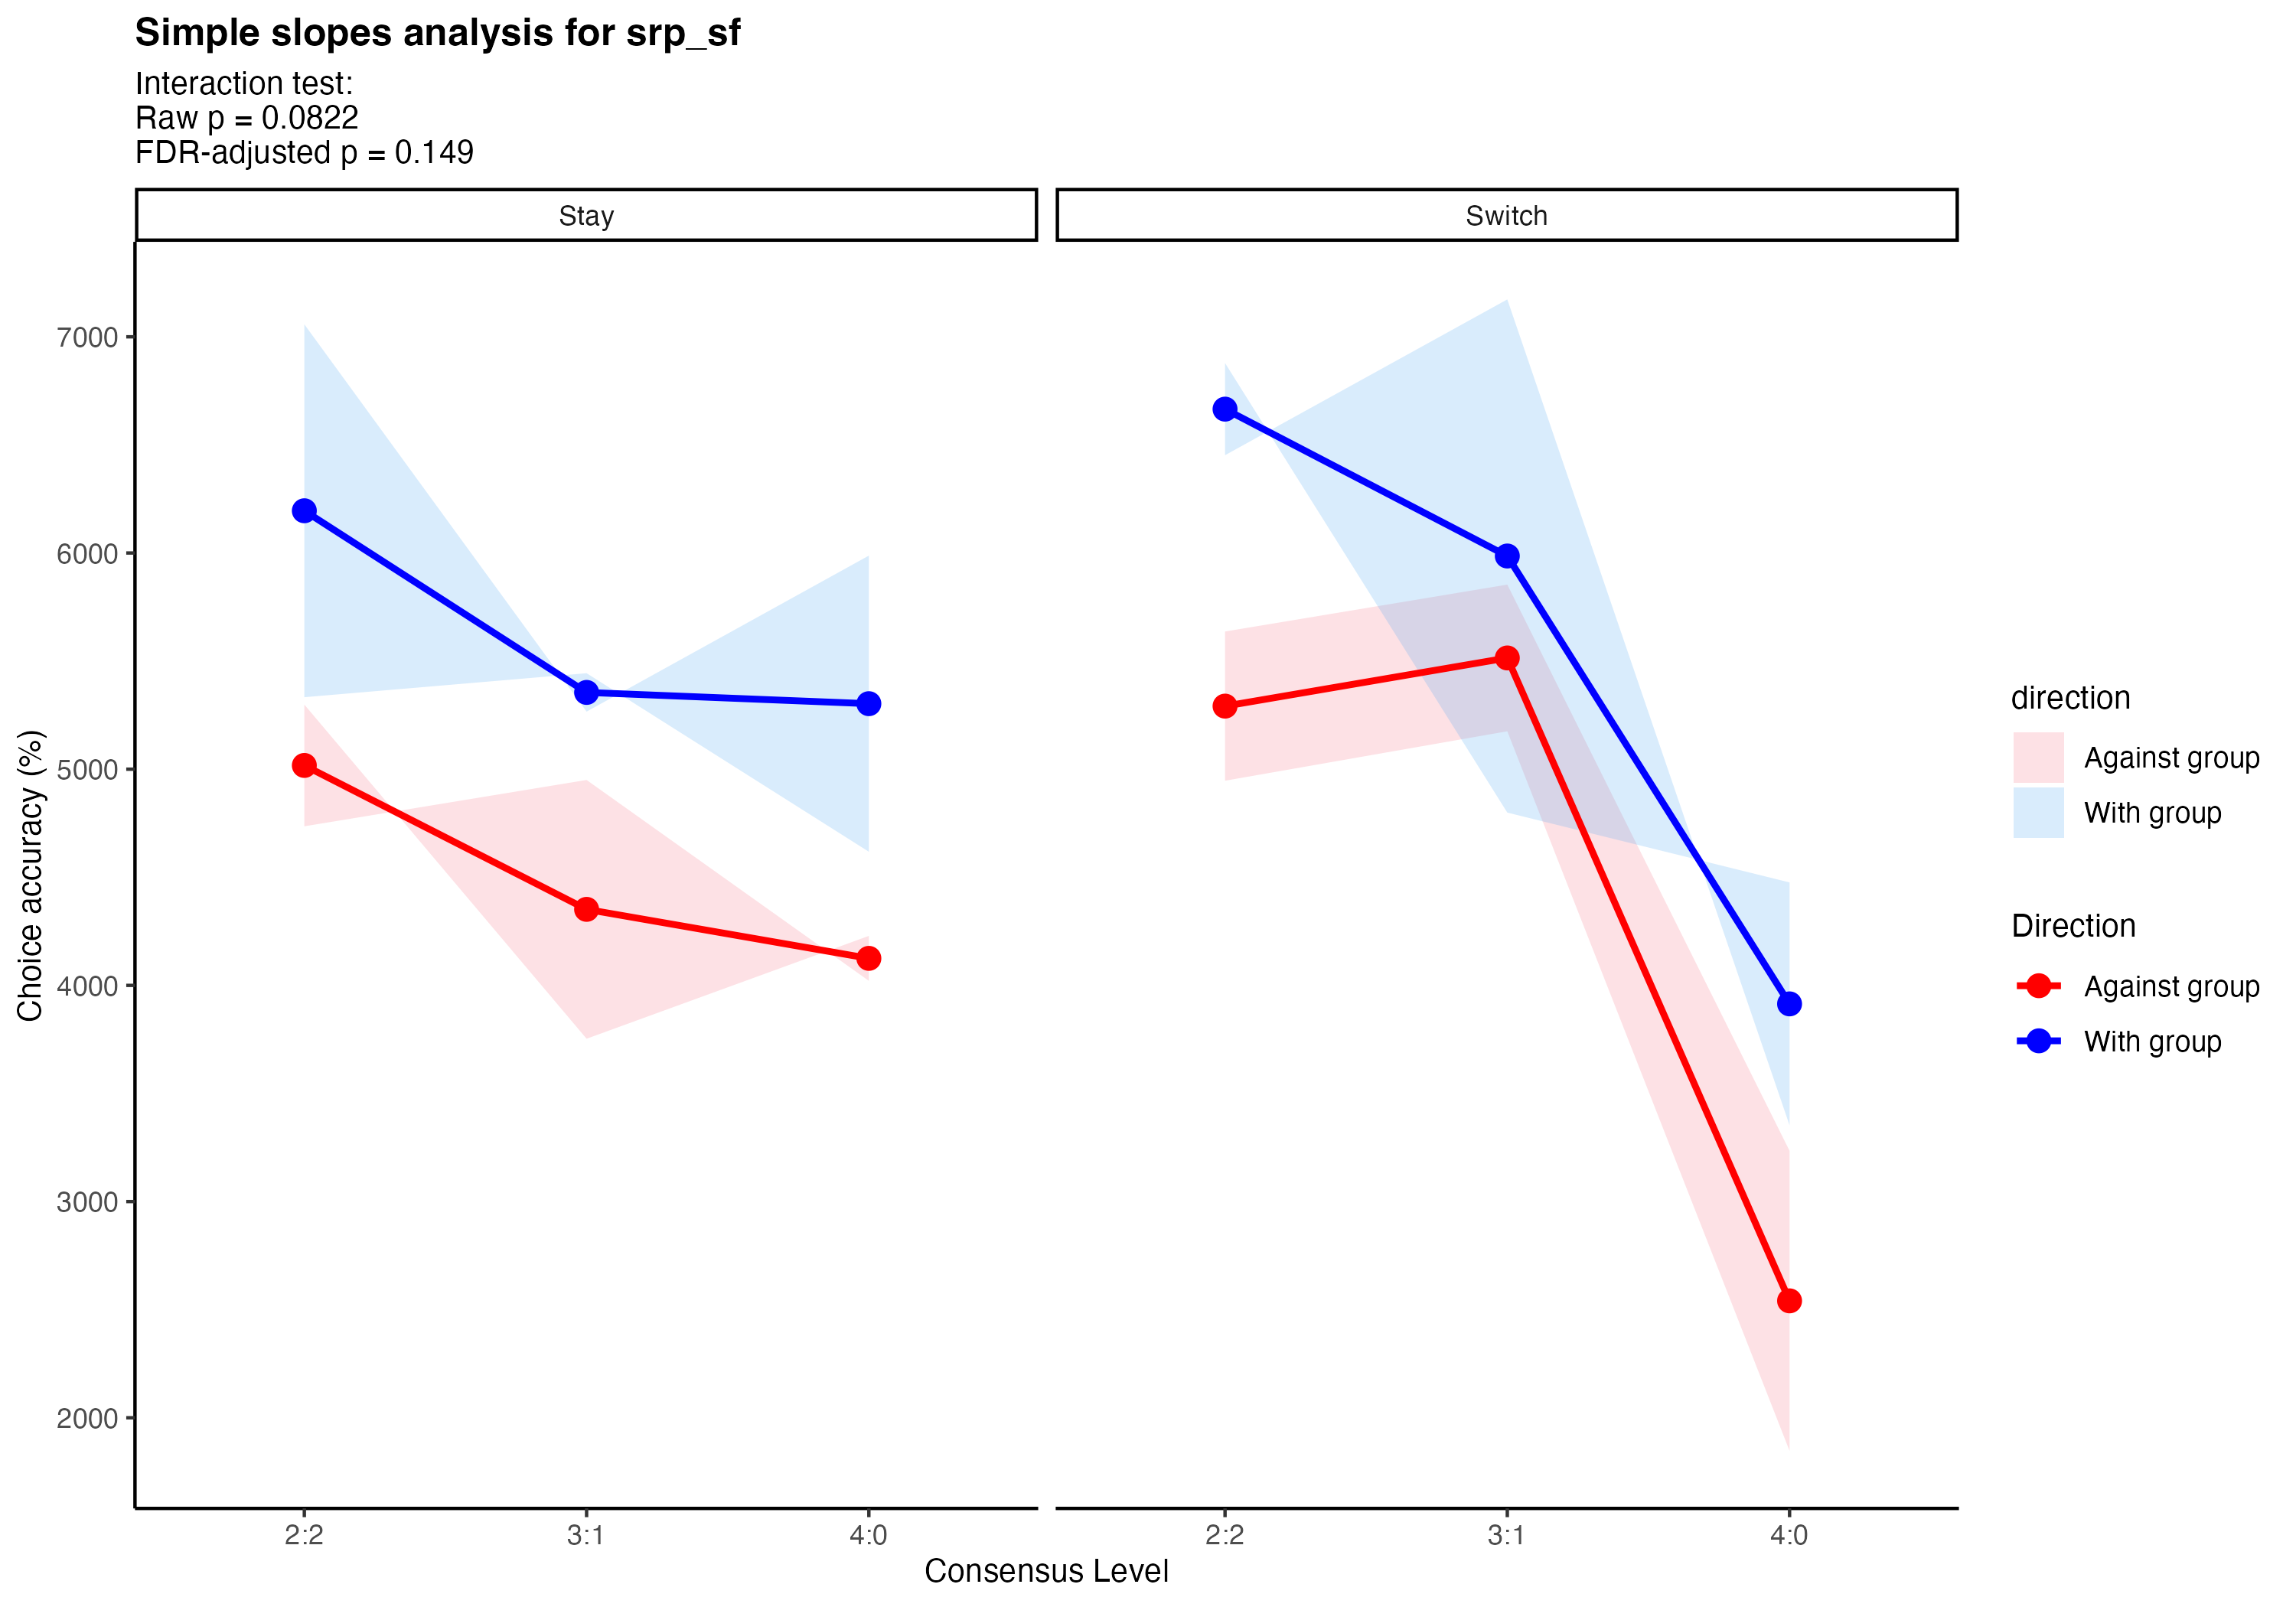 Simple slopes analysis for srp_sf
Interaction test:
Raw p = 0.0822
FDR-adjusted p = 0.149
Stay
Switch
7000
6000
5000
4000
3000
2000
Choice accuracy (%)
2:2
3:1
4:0
2:2
3:1
4:0
Consensus Level
direction
Against group
With group
Direction
Against group
With group